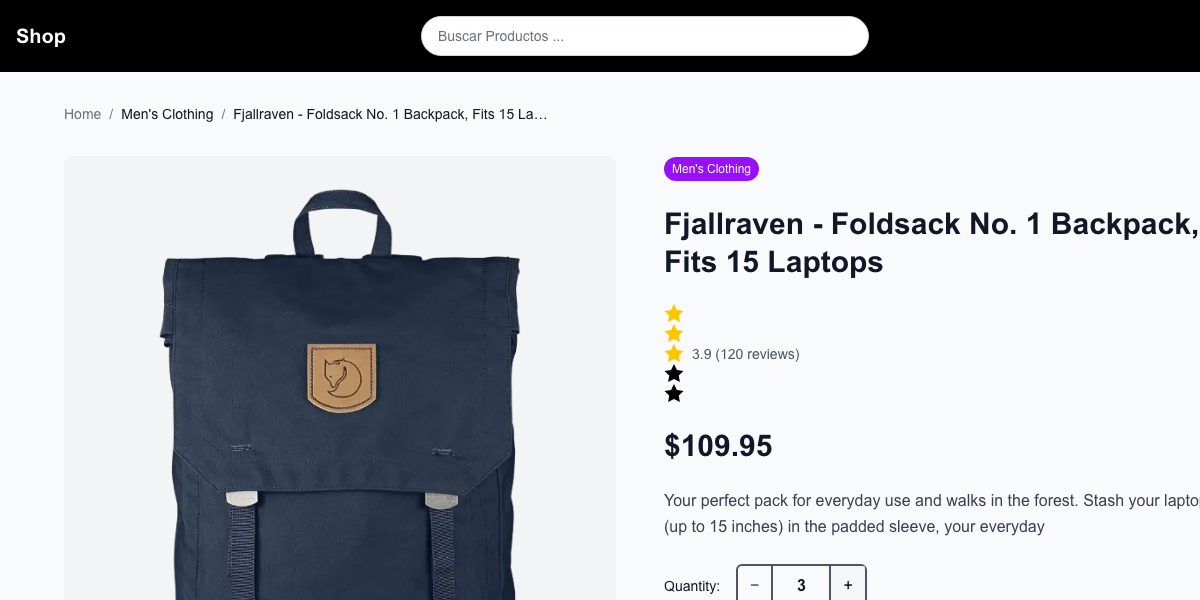 Shop
Buscar Productos ...
Home / Men's Clothing / Fjallraven - Foldsack No. 1 Backpack, Fits 15 La…
Men's Clothing
Fjallraven - Foldsack No. 1 Backpack,
Fits 15 Laptops
3.9 (120 reviews)
$109.95
Your perfect pack for everyday use and walks in the forest. Stash your
(up to 15 inches) in the padded sleeve, your everyday
Quantity: − 3 +